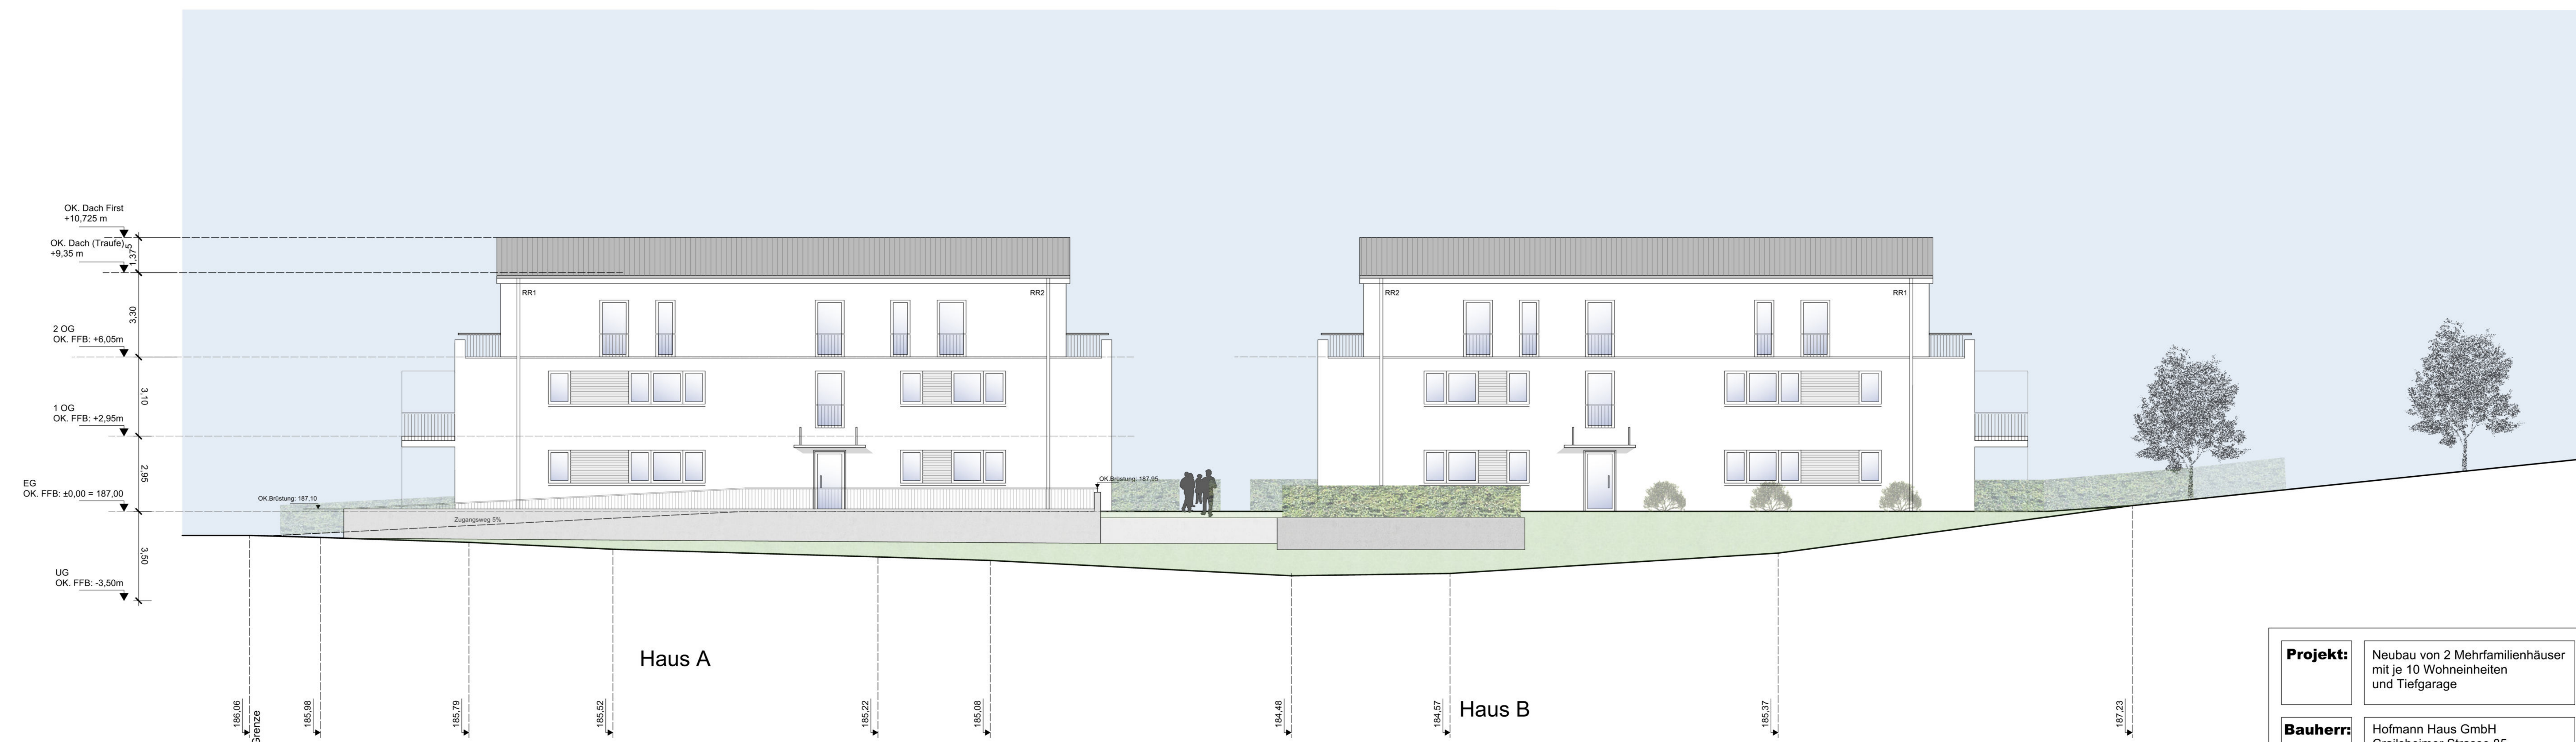 OK. Dach First
+10,725 m
OK. Dach (Traufe)
+9,35 m
1,375
3,30
2 OG
OK. FFB: +6,05m
3,10
1 OG
OK. FFB: +2,95m
2,95
EG
OK. FFB: ±0,00 = 187,00
3,50
UG
OK. FFB: -3,50m
RR1
RR2
RR2
RR1
OK.Brüstung: 187,10
OK.Brüstung: 187,95
Zugangsweg 5%
Haus A
Haus B
186,06
Grenze
185,98
185,79
185,52
185,22
185,08
184,48
184,57
185,37
187,23
Projekt:
Neubau von 2 Mehrfamilienhäuser
mit je 10 Wohneinheiten
und Tiefgarage
Bauherr:
Hofmann Haus GmbH